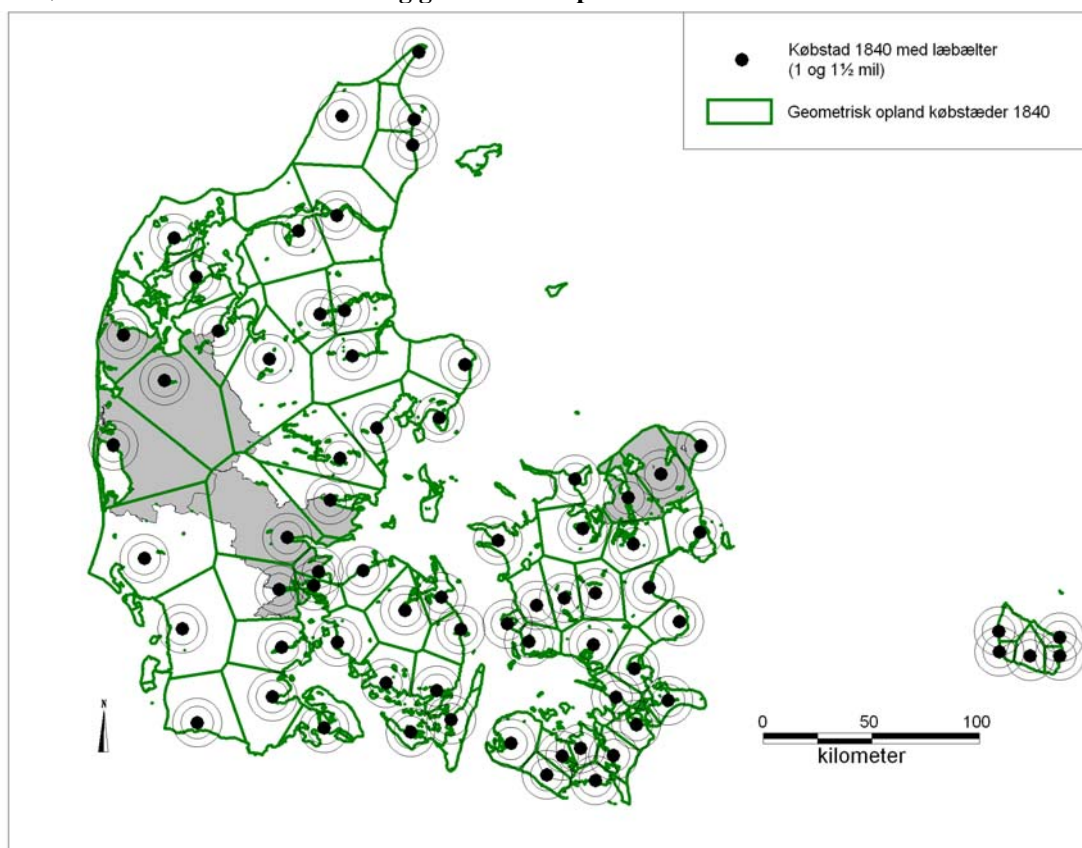 Købstad 1840 med læbælter
(1 og 1½ mil)
Geometrisk opland købstæder 1840
N
0 50 100
kilometer